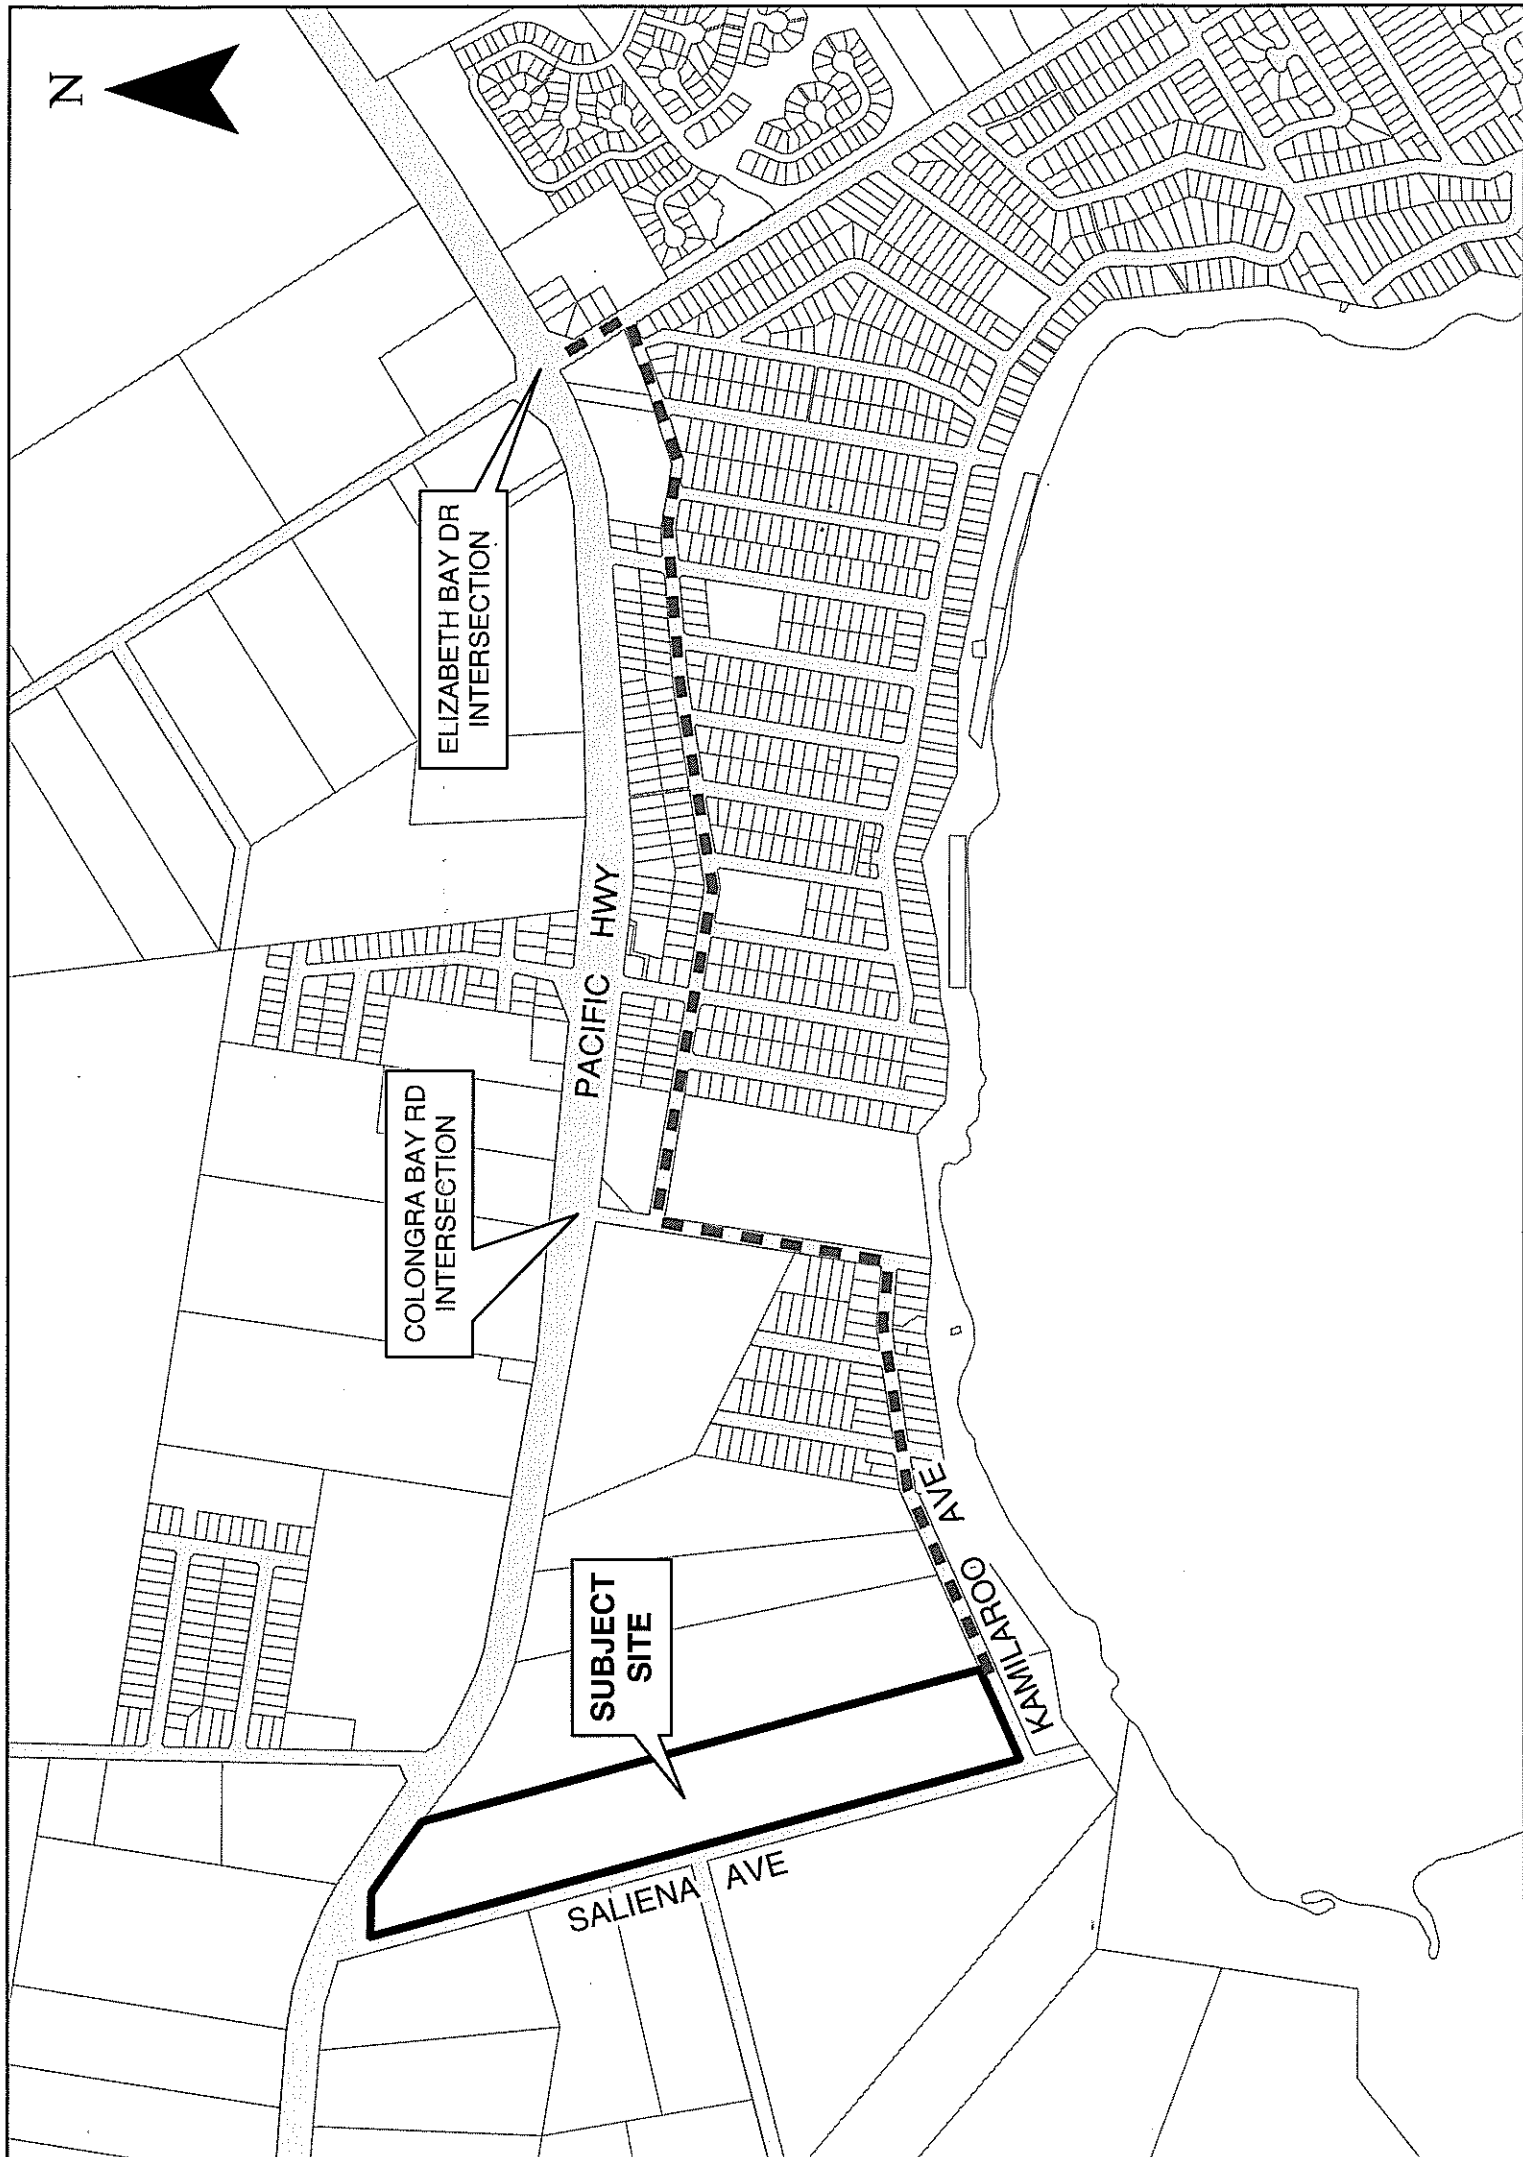 N
ELIZABETH BAY DR
INTERSECTION
PACIFIC HWY
COLONGRA BAY RD
INTERSECTION
SUBJECT
SITE
KAMILAROO AVE
SALIENA AVE